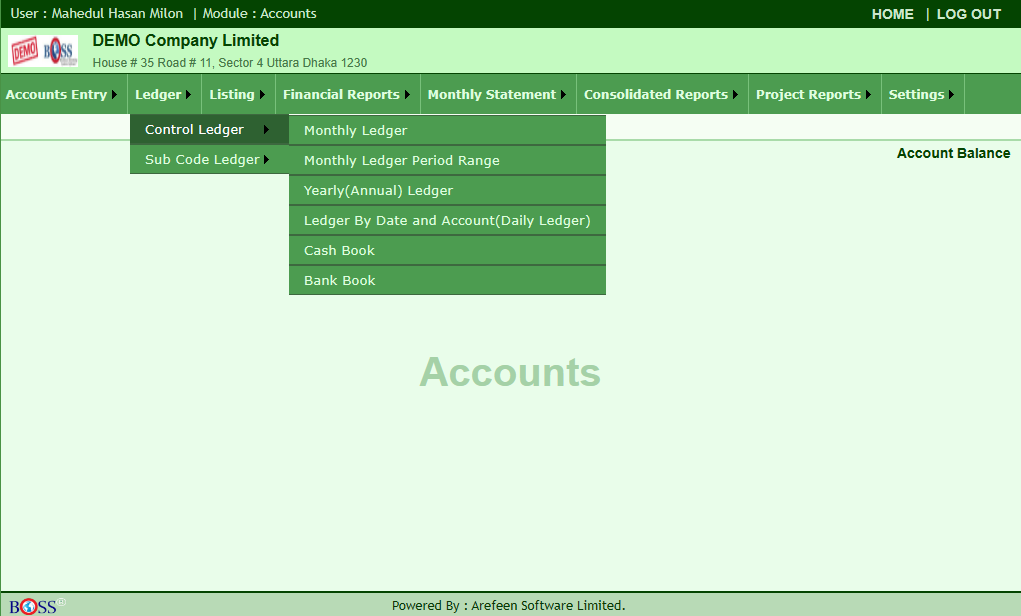 User : Mahedul Hasan Milon | Module : Accounts
HOME | LOG OUT
DEMO BOSS
DEMO Company Limited
House # 35 Road # 11, Sector 4 Uttara Dhaka 1230
Accounts Entry Ledger Listing Financial Reports Monthly Statement Consolidated Reports Project Reports Settings
Control Ledger
Sub Code Ledger
Monthly Ledger
Monthly Ledger Period Range
Yearly(Annual) Ledger
Ledger By Date and Account(Daily Ledger)
Cash Book
Bank Book
Account Balance
Accounts
BOSS®
Powered By : Arefeen Software Limited.